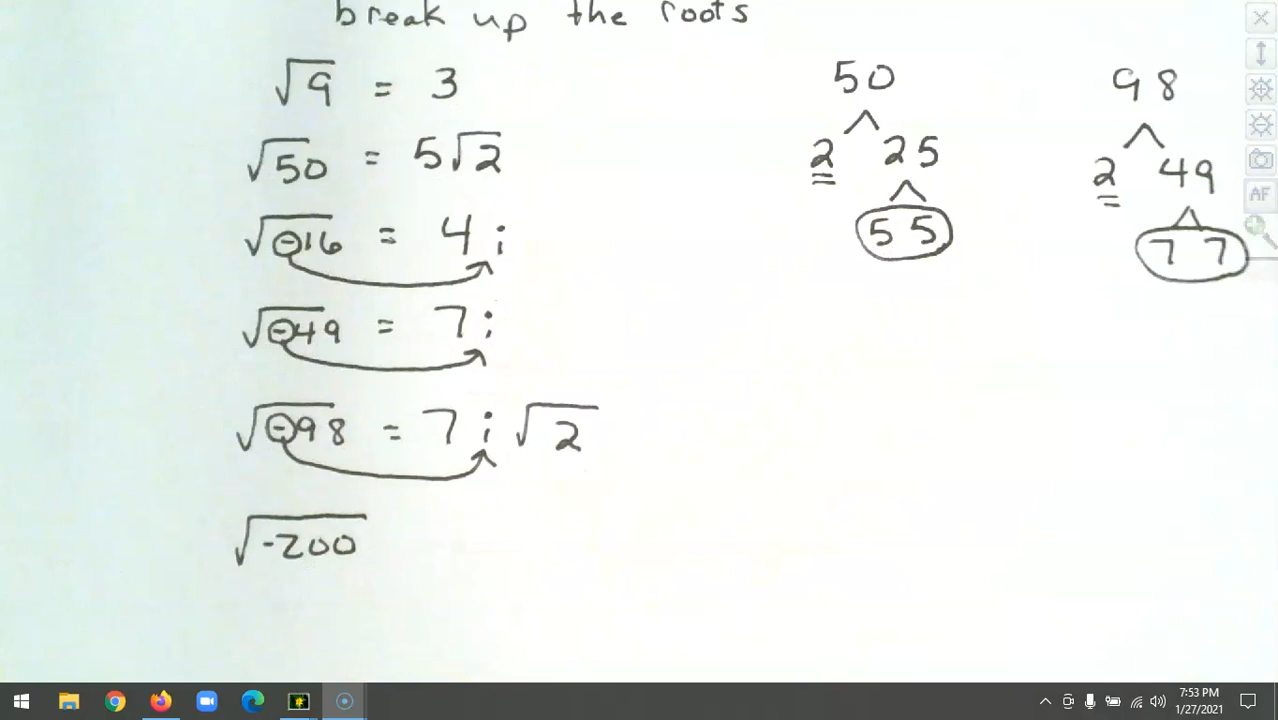 break up the roots
√9 = 3
√50 = 5√2
√-16 = 4i
√-49 = 7i
√-98 = 7i√2
√-200
50
2 25
5 5
98
2 49
7 7
AF
7:53 PM
1/27/2021